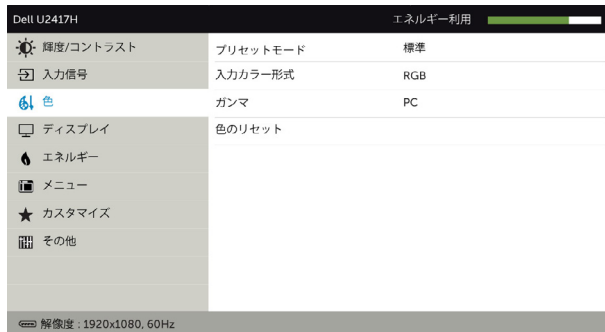 Dell U2417H エネルギー利用
輝度/コントラスト プリセットモード 標準
入力信号 入力カラー形式 RGB
色 ガンマ PC
ディスプレイ 色のリセット
エネルギー
メニュー
カスタマイズ
その他
解像度 : 1920x1080, 60Hz